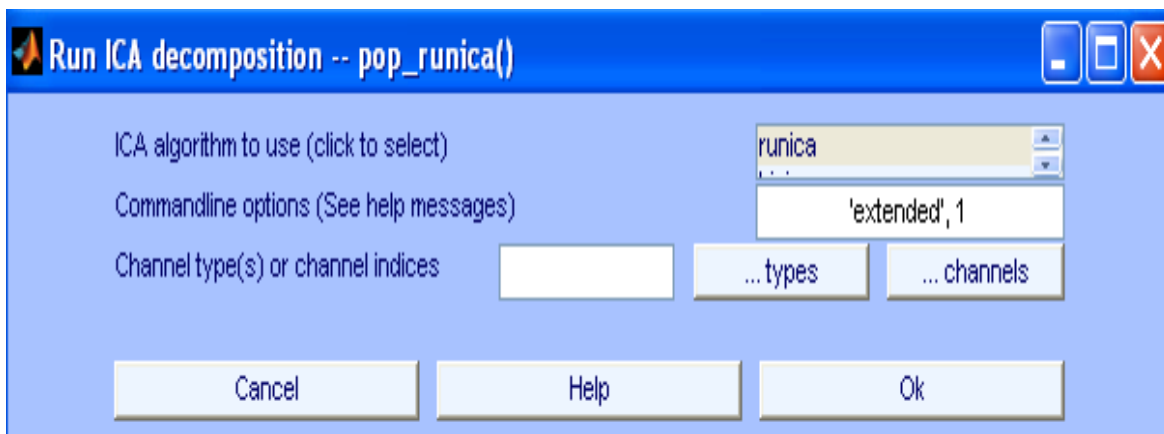 Run ICA decomposition -- pop_runica()
ICA algorithm to use (click to select)
runica
Commandline options (See help messages)
'extended', 1
Channel type(s) or channel indices
... types
... channels
Cancel
Help
Ok